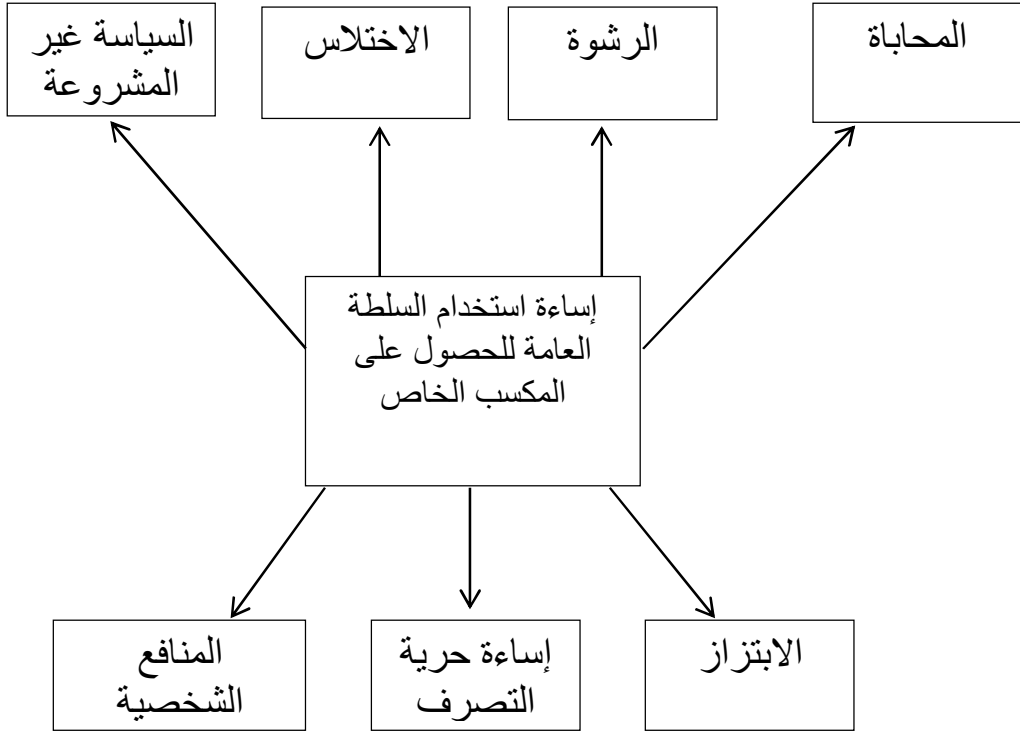 المحاباة
الرشوة
الاختلاس
السياسة غير
المشروعة
إساءة استخدام السلطة
العامة للحصول على
المكسب الخاص
الابتزاز
إساءة حرية
التصرف
المنافع
الشخصية